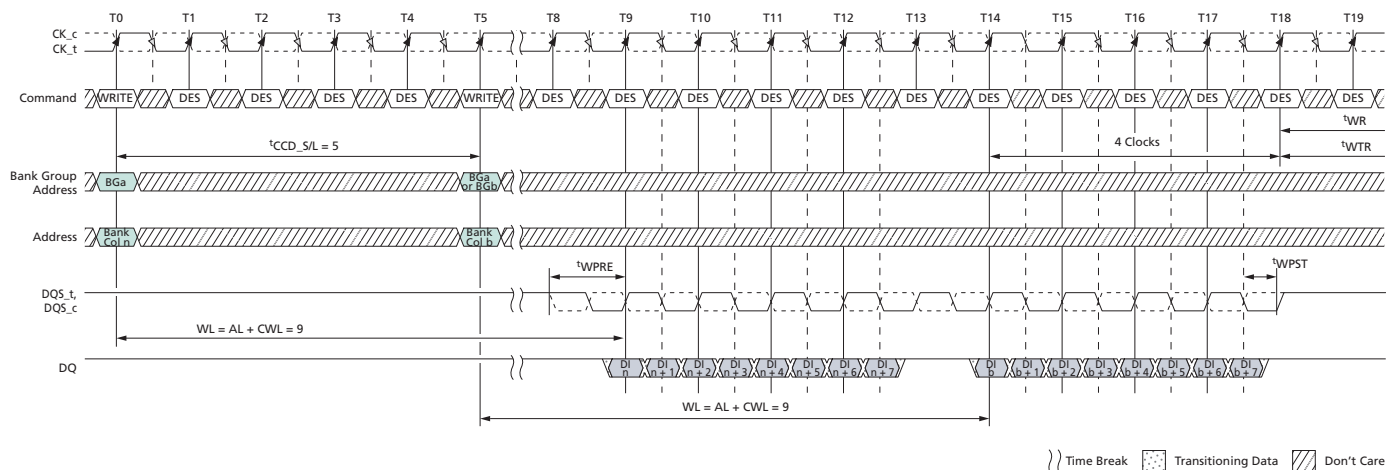 T0 T1 T2 T3 T4 T5 T8 T9 T10 T11 T12 T13 T14 T15 T16 T17 T18 T19
CK_c
CK_t
Command WRITE DES DES DES DES WRITE DES DES DES DES DES DES DES DES DES DES DES DES
tWR
tCCD_S/L = 5 4 Clocks tWTR
Bank Group
Address
BGa
BGa
or BGb
Address
Bank
Col n
Bank
Col b
tWPRE tWPST
DQS_t,
DQS_c
WL = AL + CWL = 9
DQ
DI
n
DI
n + 1
DI
n + 2
DI
n + 3
DI
n + 4
DI
n + 5
DI
n + 6
DI
n + 7
DI
b
DI
b + 1
DI
b + 2
DI
b + 3
DI
b + 4
DI
b + 5
DI
b + 6
DI
b + 7
WL = AL + CWL = 9
Time Break Transitioning Data Don't Care